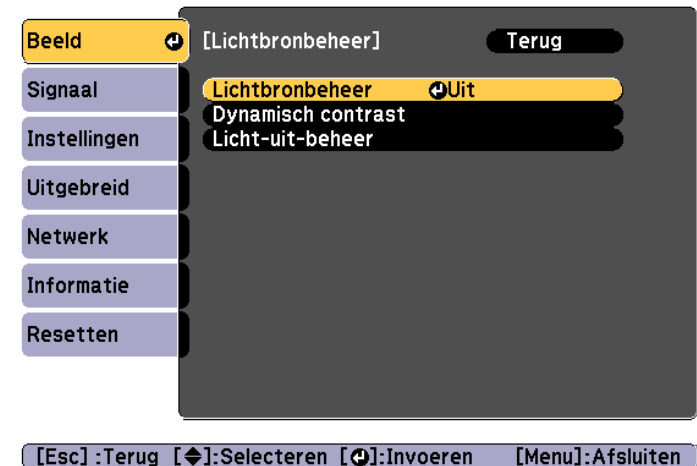 Beeld
Signaal
Instellingen
Uitgebreid
Netwerk
Informatie
Resetten
[Lichtbronbeheer] Terug
Lichtbronbeheer Uit
Dynamisch contrast
Licht-uit-beheer
[Esc] :Terug [◆]:Selecteren [↵]:Invoeren [Menu]:Afsluiten